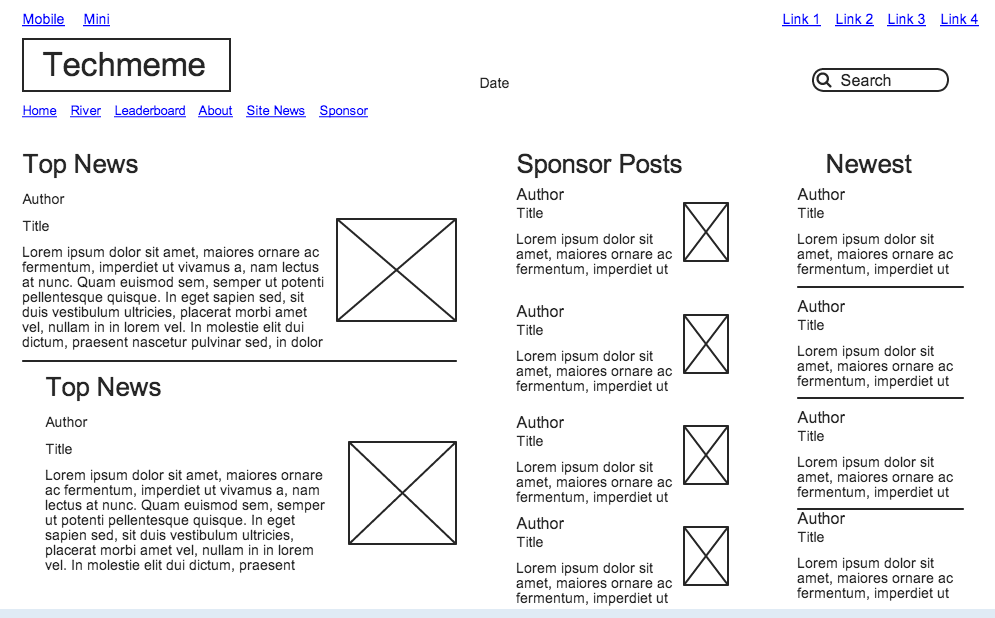 Mobile Mini Link 1 Link 2 Link 3 Link 4
Techmeme
Date
Search
Home River Leaderboard About Site News Sponsor
Top News
Author
Title
Lorem ipsum dolor sit amet, maiores ornare ac
fermentum, imperdiet ut vivamus a, nam lectus
at nunc. Quam euismod sem, semper ut potenti
pellentesque quisque. In eget sapien sed, sit
duis vestibulum ultricies, placerat morbi amet
vel, nullam in in lorem vel. In molestie elit dui
dictum, praesent nascetur pulvinar sed, in dolor
Top News
Author
Title
Lorem ipsum dolor sit amet, maiores ornare
ac fermentum, imperdiet ut vivamus a, nam
lectus at nunc. Quam euismod sem, semper
ut potenti pellentesque quisque. In eget
sapien sed, sit duis vestibulum ultricies,
placerat morbi amet vel, nullam in in lorem
vel. In molestie elit dui dictum, praesent
Sponsor Posts
Author
Title
Lorem ipsum dolor sit
amet, maiores ornare ac
fermentum, imperdiet ut
Author
Title
Lorem ipsum dolor sit
amet, maiores ornare ac
fermentum, imperdiet ut
Author
Title
Lorem ipsum dolor sit
amet, maiores ornare ac
fermentum, imperdiet ut
Author
Title
Lorem ipsum dolor sit
amet, maiores ornare ac
fermentum, imperdiet ut
Newest
Author
Title
Lorem ipsum dolor sit
amet, maiores ornare ac
fermentum, imperdiet ut
Author
Title
Lorem ipsum dolor sit
amet, maiores ornare ac
fermentum, imperdiet ut
Author
Title
Lorem ipsum dolor sit
amet, maiores ornare ac
fermentum, imperdiet ut
Author
Title
Lorem ipsum dolor sit
amet, maiores ornare ac
fermentum, imperdiet ut